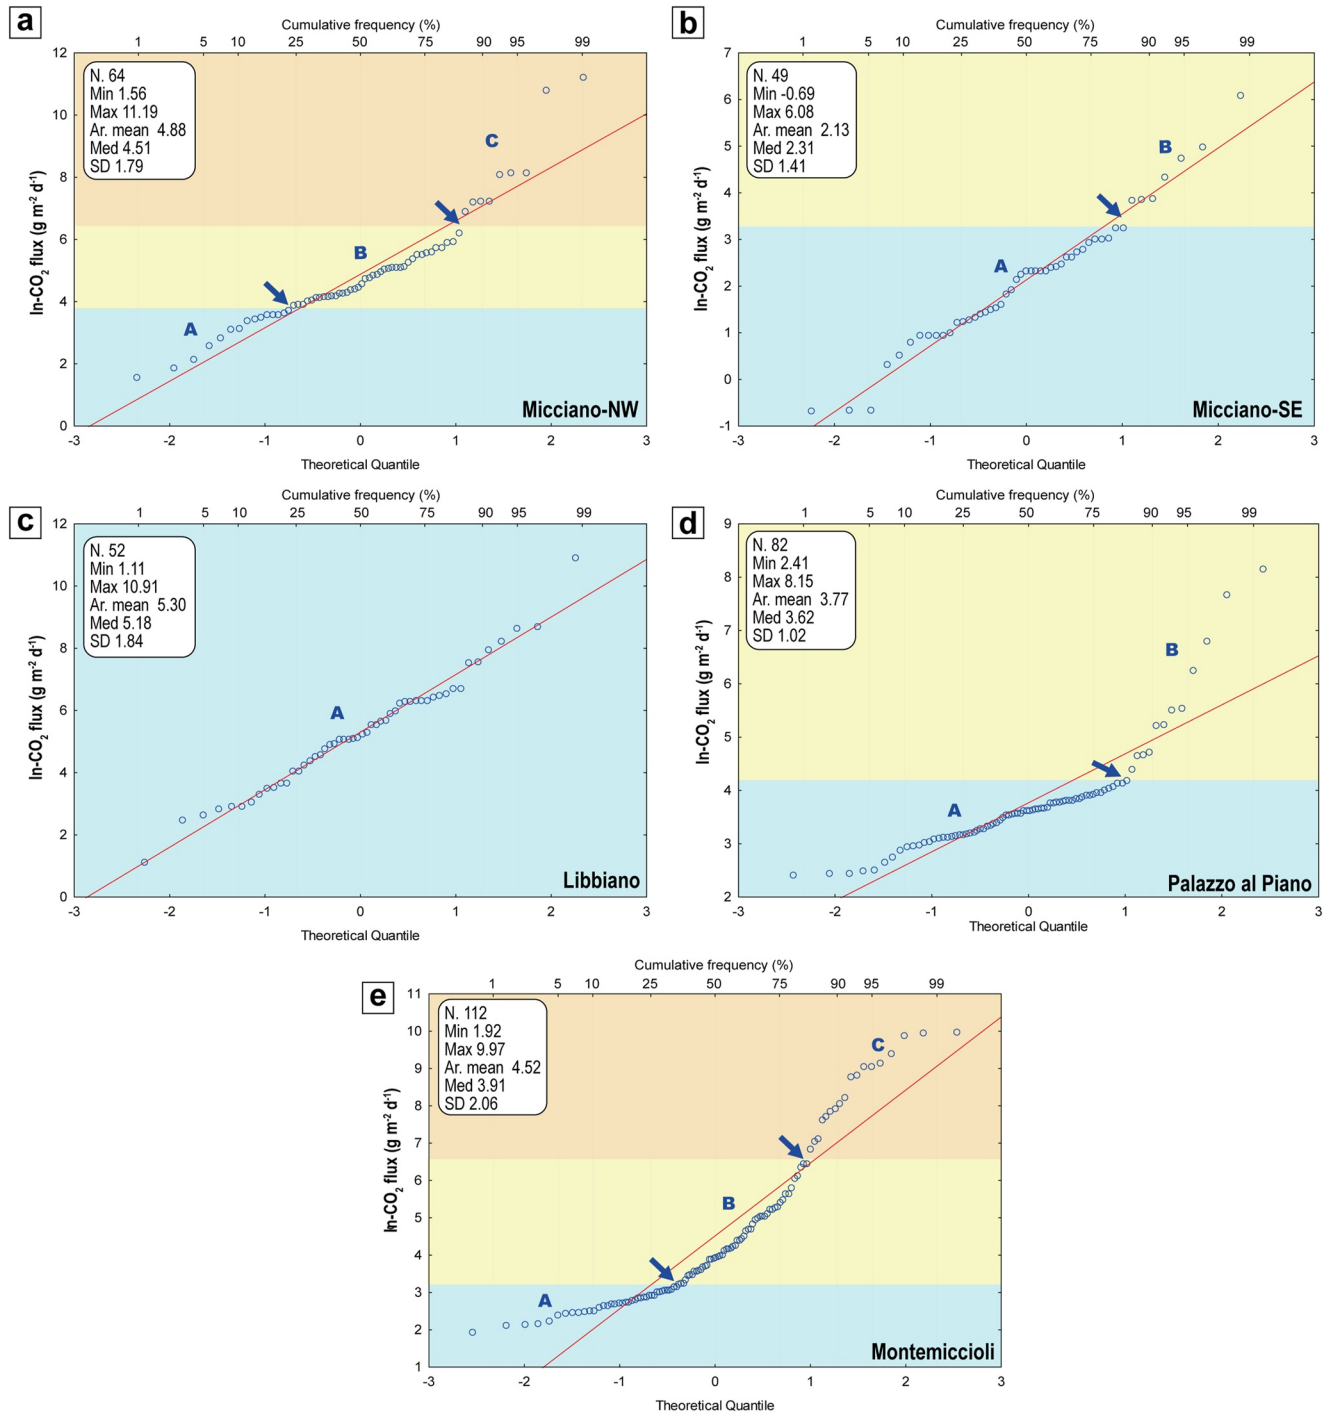 a
Cumulative frequency (%)
1 5 10 25 50 75 90 95 99
12
10
8
6
4
2
0
ln-CO2 flux (g m-2 d-1)
N. 64
Min 1.56
Max 11.19
Ar. mean 4.88
Med 4.51
SD 1.79
C
B
A
Micciano-NW
-3 -2 -1 0 1 2 3
Theoretical Quantile
b
Cumulative frequency (%)
1 5 10 25 50 75 90 95 99
7
6
5
4
3
2
1
0
-1
ln-CO2 flux (g m-2 d-1)
N. 49
Min -0.69
Max 6.08
Ar. mean 2.13
Med 2.31
SD 1.41
B
A
Micciano-SE
-3 -2 -1 0 1 2 3
Theoretical Quantile
c
Cumulative frequency (%)
1 5 10 25 50 75 90 95 99
12
10
8
6
4
2
0
ln-CO2 flux (g m-2 d-1)
N. 52
Min 1.11
Max 10.91
Ar. mean 5.30
Med 5.18
SD 1.84
A
Libbiano
-3 -2 -1 0 1 2 3
Theoretical Quantile
d
Cumulative frequency (%)
1 5 10 25 50 75 90 95 99
9
8
7
6
5
4
3
2
ln-CO2 flux (g m-2 d-1)
N. 82
Min 2.41
Max 8.15
Ar. mean 3.77
Med 3.62
SD 1.02
B
A
Palazzo al Piano
-3 -2 -1 0 1 2 3
Theoretical Quantile
e
Cumulative frequency (%)
1 5 10 25 50 75 90 95 99
11
10
9
8
7
6
5
4
3
2
1
ln-CO2 flux (g m-2 d-1)
N. 112
Min 1.92
Max 9.97
Ar. mean 4.52
Med 3.91
SD 2.06
C
B
A
Montemiccioli
-3 -2 -1 0 1 2 3
Theoretical Quantile